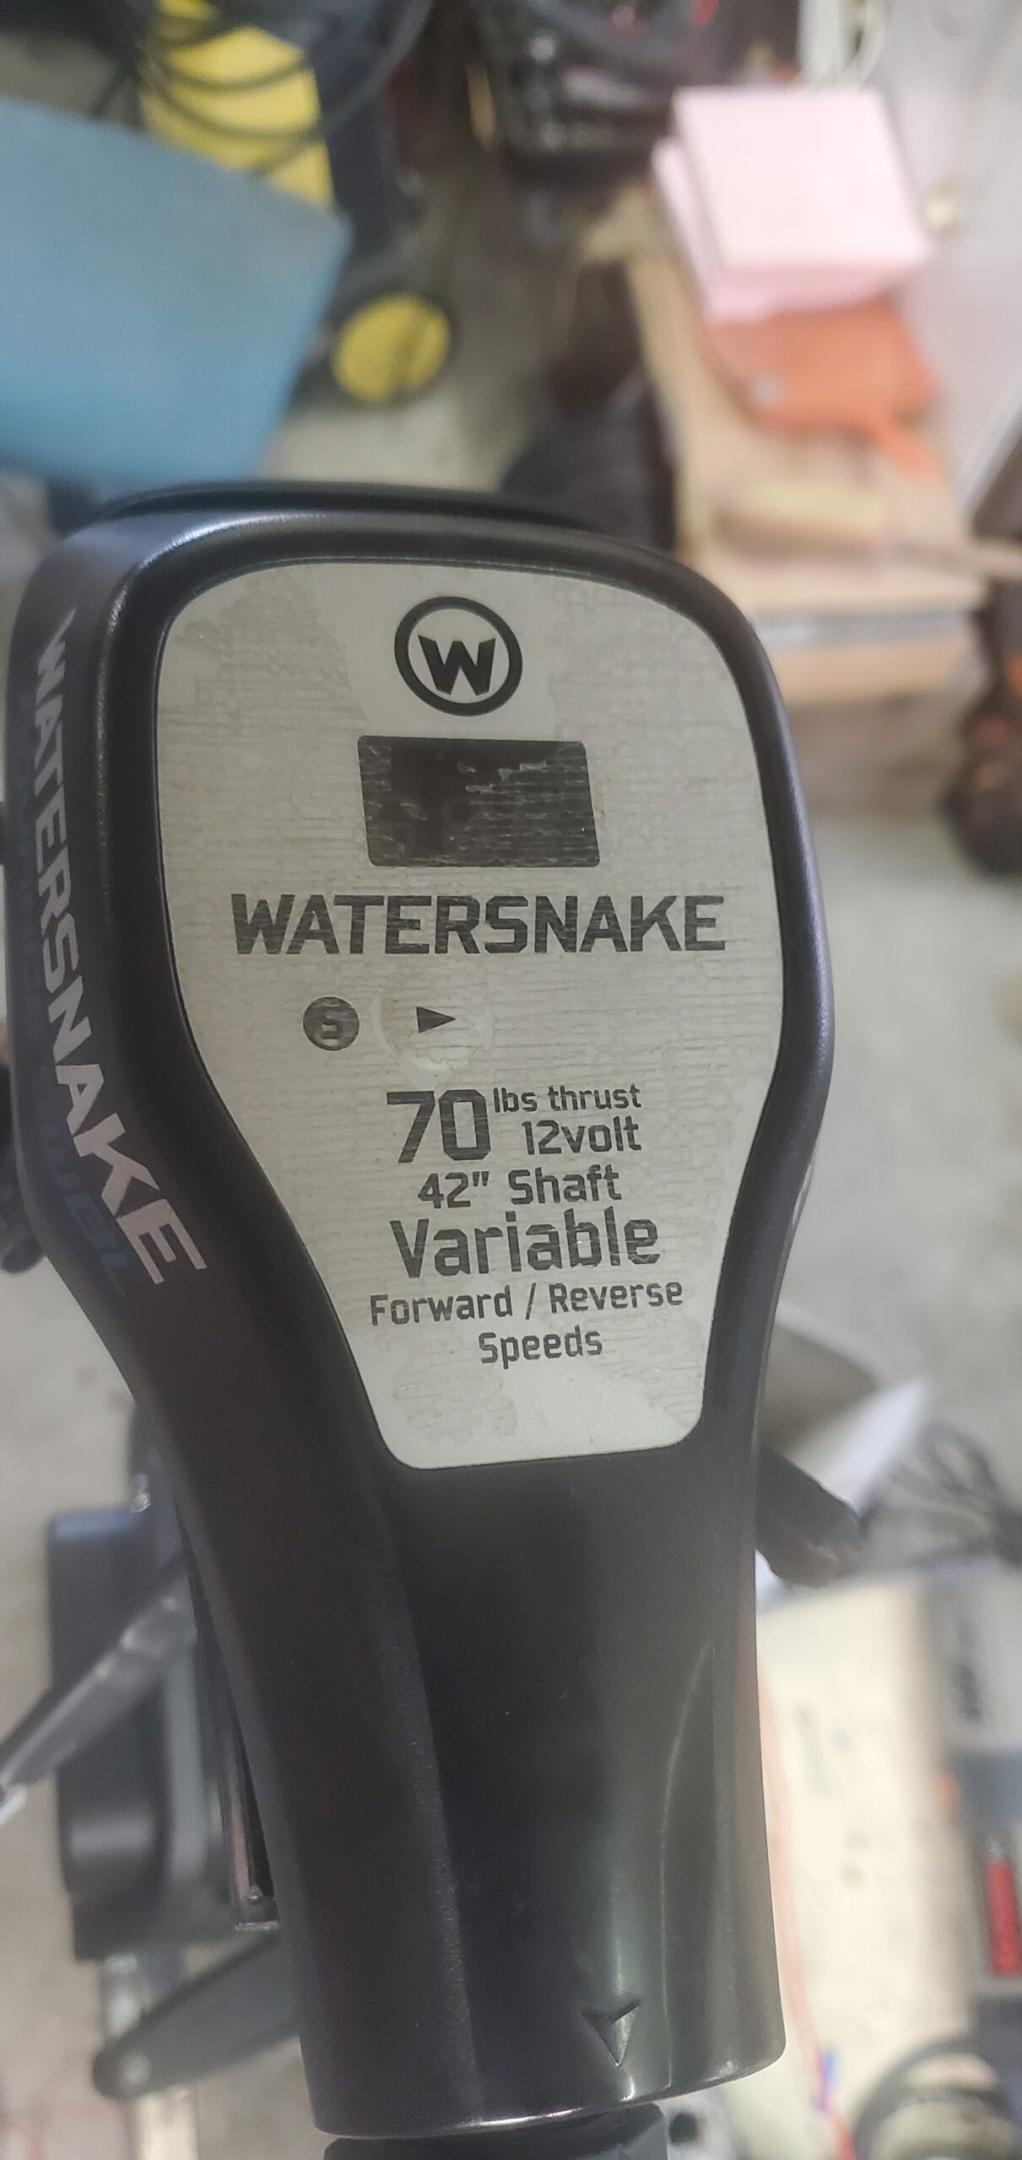 W
WATERSNAKE
70 lbs thrust
12volt
42" Shaft
Variable
Forward / Reverse
Speeds
WATERSNAKE